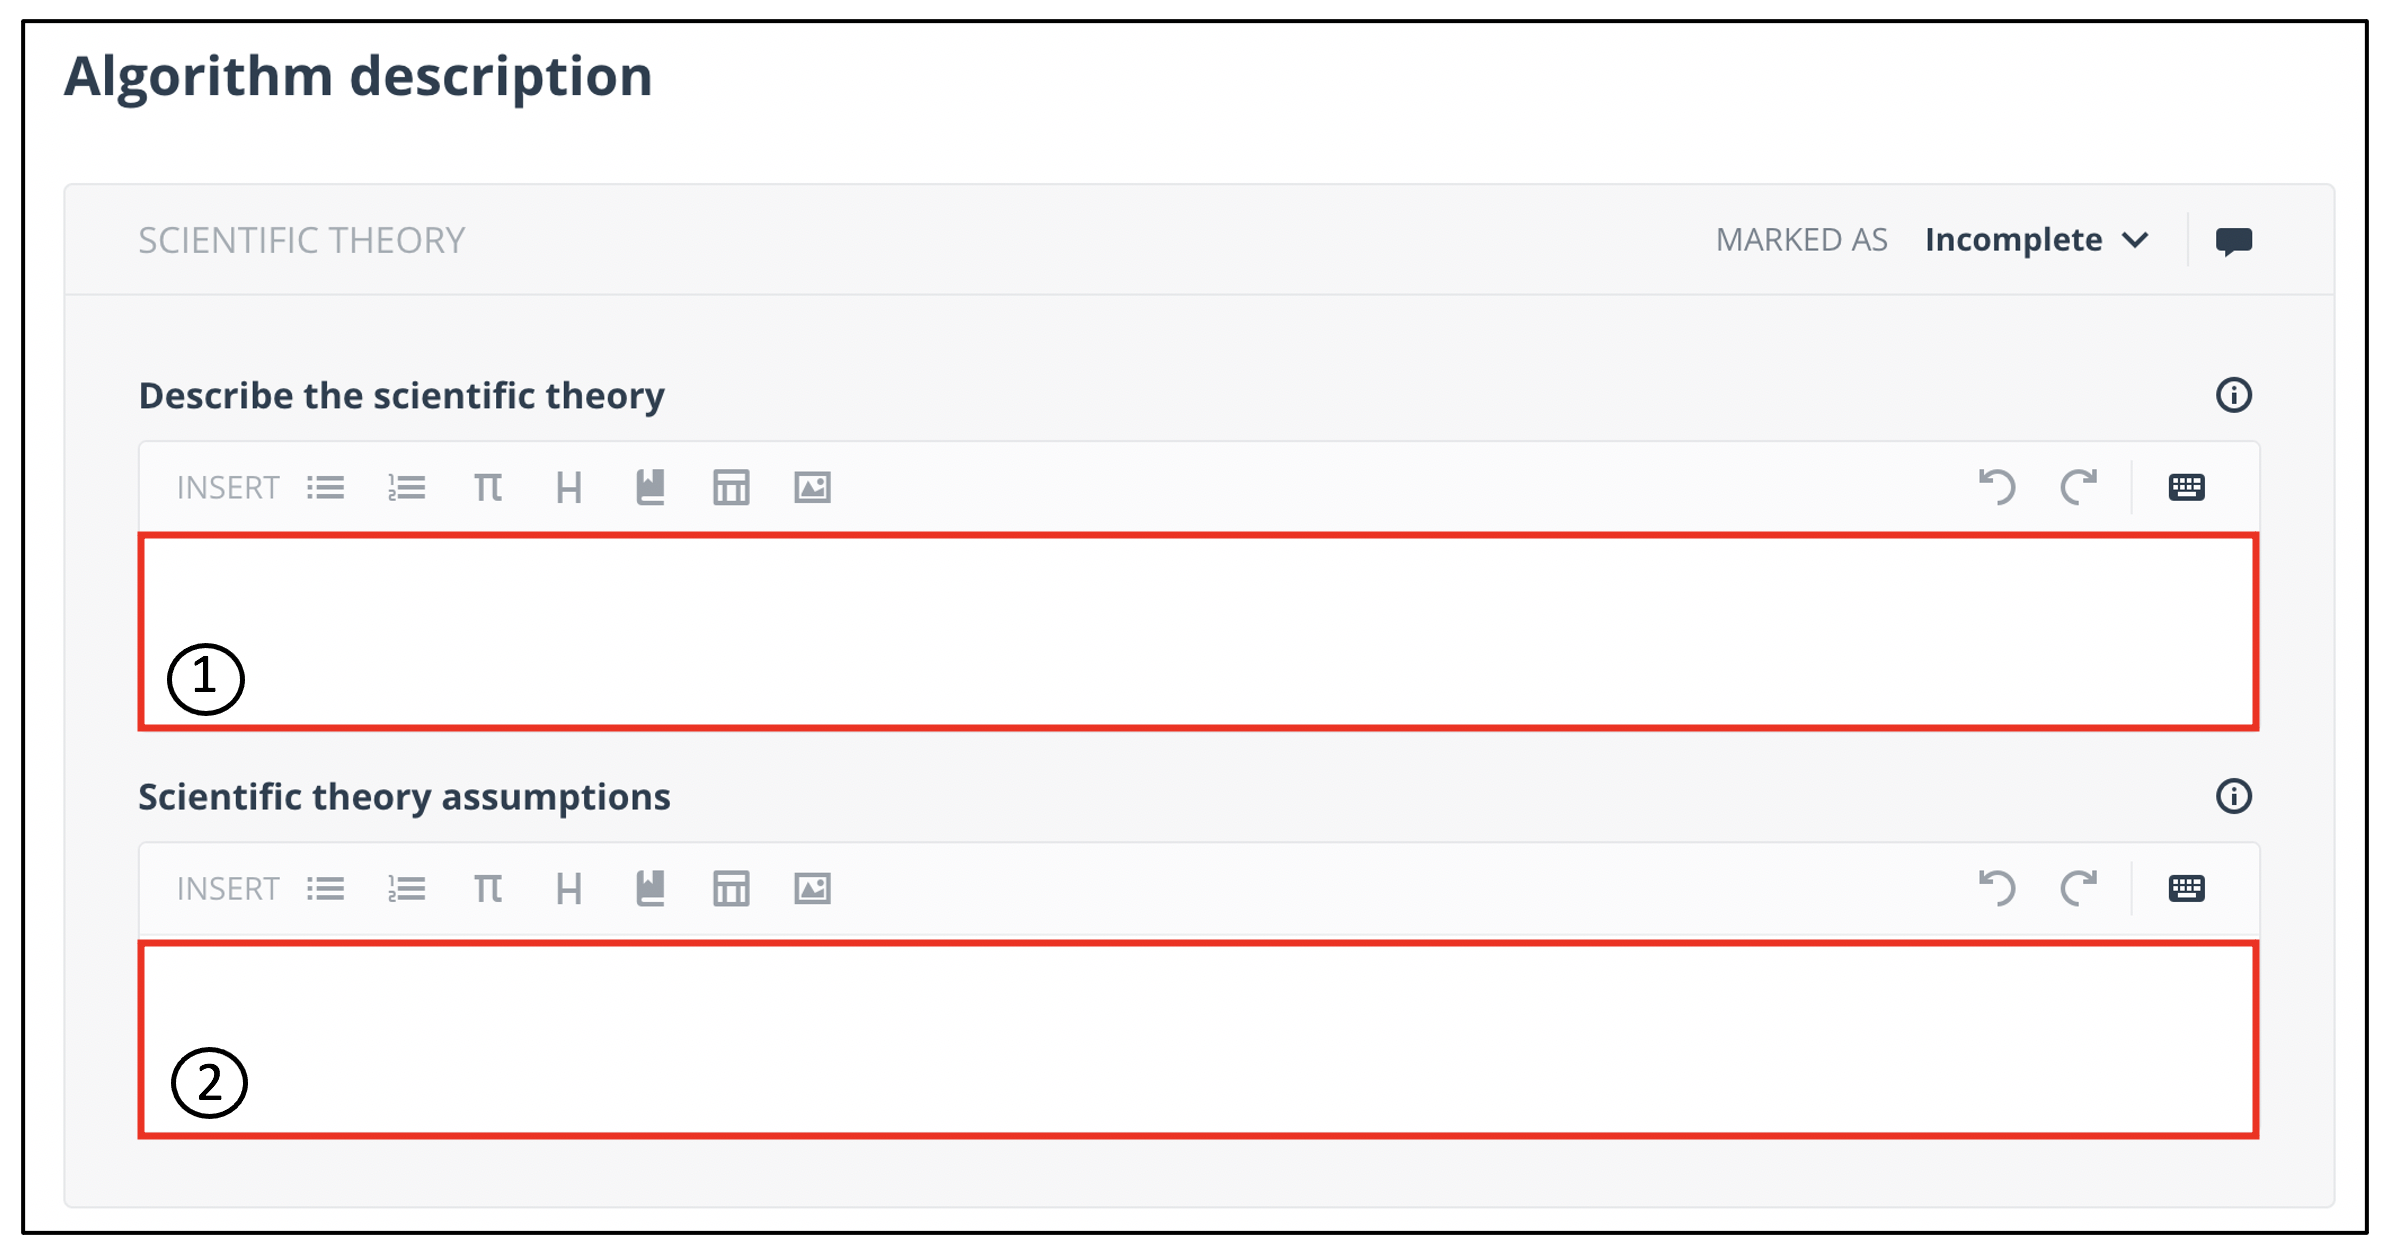 Algorithm description
SCIENTIFIC THEORY MARKED AS Incomplete
Describe the scientific theory
INSERT π H
1
Scientific theory assumptions
INSERT π H
2